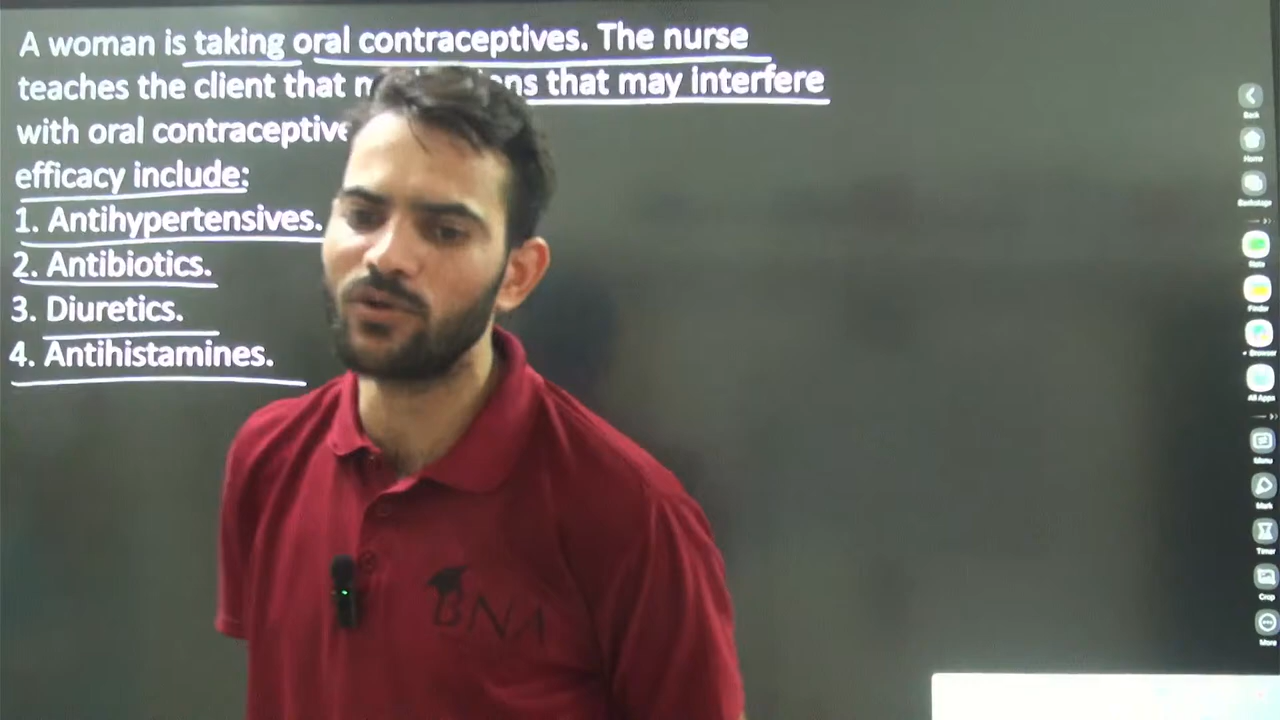 A woman is taking oral contraceptives. The nurse
teaches the client that that may interfere
with oral contraceptive
efficacy include:
1. Antihypertensives.
2. Antibiotics.
3. Diuretics.
4. Antihistamines.
BNA
Back
Home
Backstage
Note
Finder
Browser
All Apps
Menu
Mark
Timer
Crop
More